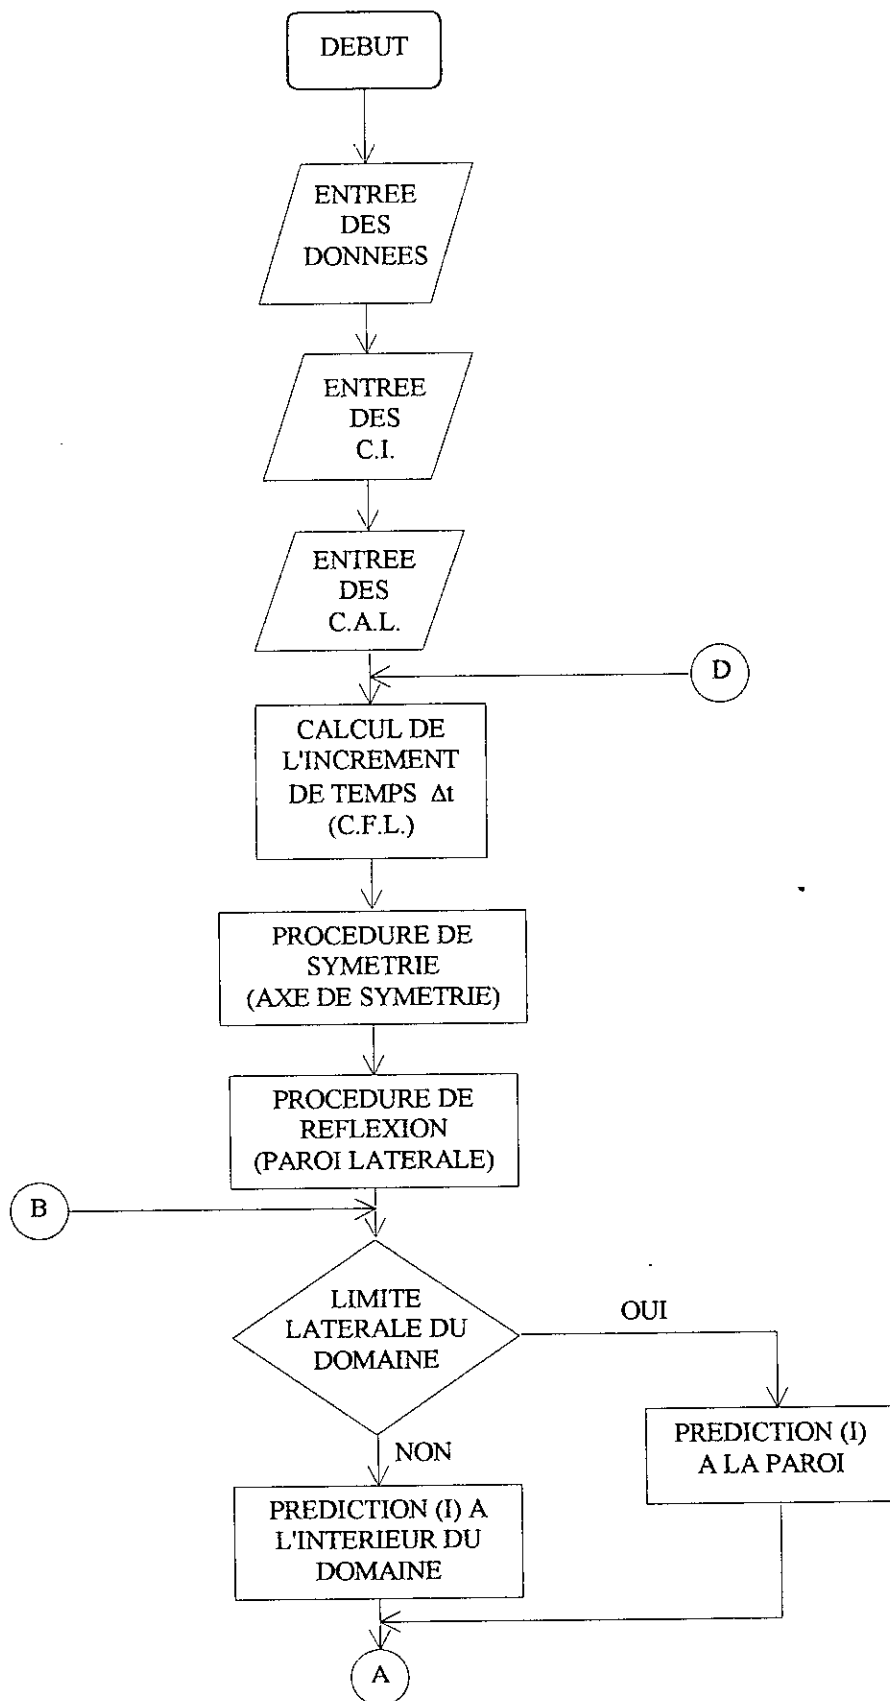 DEBUT
ENTREE
DES
DONNEES
ENTREE
DES
C.I.
ENTREE
DES
C.A.L.
D
CALCUL DE
L'INCREMENT
DE TEMPS Δt
(C.F.L.)
PROCEDURE DE
SYMETRIE
(AXE DE SYMETRIE)
PROCEDURE DE
REFLEXION
(PAROI LATERALE)
B
LIMITE
LATERALE DU
DOMAINE
OUI
NON
PREDICTION (I)
A LA PAROI
PREDICTION (I) A
L'INTERIEUR DU
DOMAINE
A